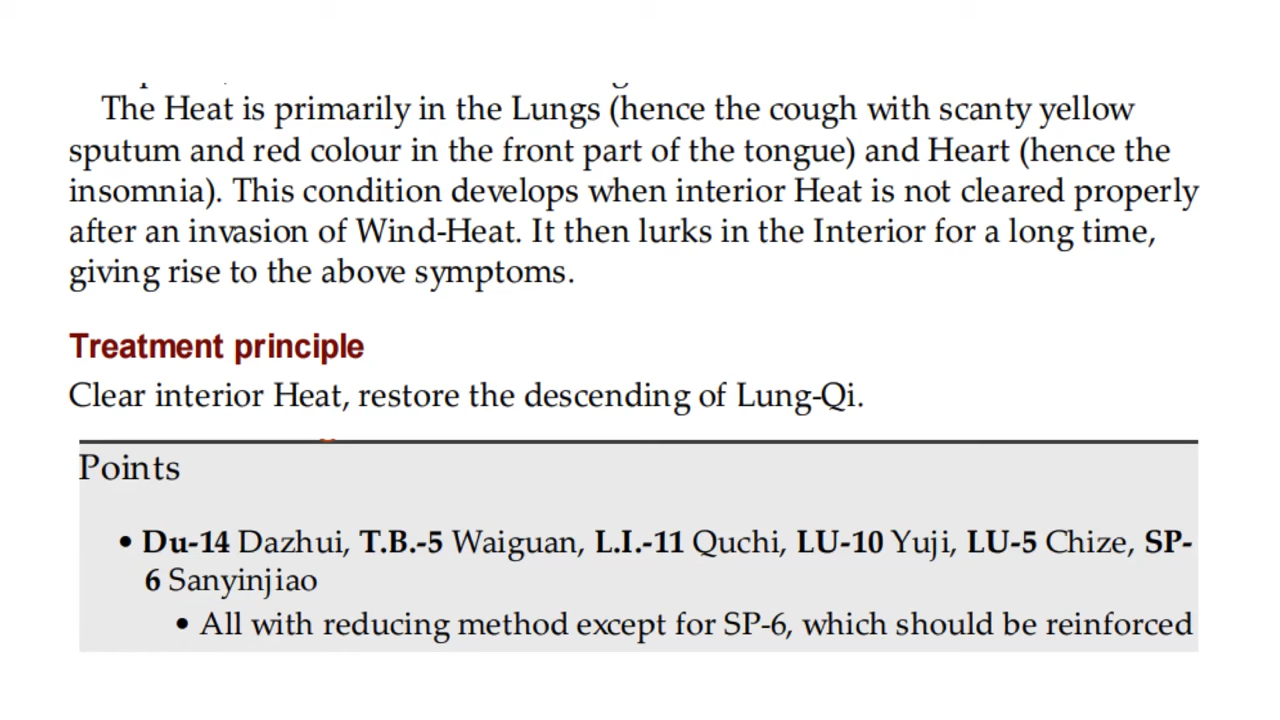 The Heat is primarily in the Lungs (hence the cough with scanty yellow
sputum and red colour in the front part of the tongue) and Heart (hence the
insomnia). This condition develops when interior Heat is not cleared properly
after an invasion of Wind-Heat. It then lurks in the Interior for a long time,
giving rise to the above symptoms.
Treatment principle
Clear interior Heat, restore the descending of Lung-Qi.
Points
• Du-14 Dazhui, T.B.-5 Waiguan, L.I.-11 Quchi, LU-10 Yuji, LU-5 Chize, SP-
6 Sanyinjiao
• All with reducing method except for SP-6, which should be reinforced